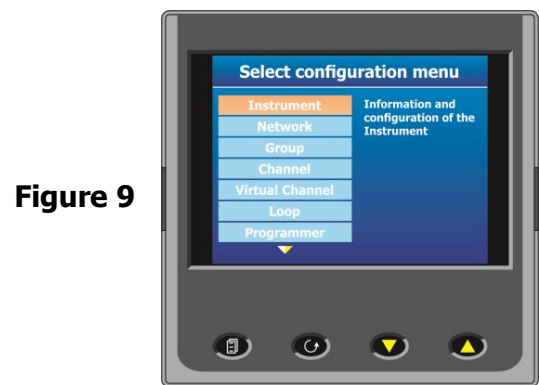 Figure 9
Select configuration menu
Instrument
Network
Group
Channel
Virtual Channel
Loop
Programmer
Information and
configuration of the
Instrument